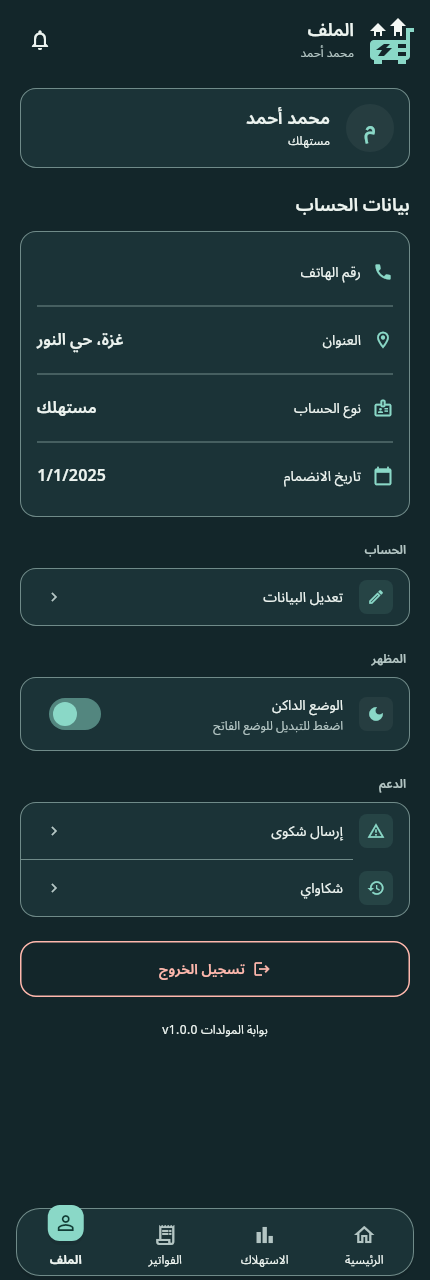 الملف
محمد أحمد
م
محمد أحمد
مستهلك
بيانات الحساب
رقم الهاتف
العنوان
غزة، حي النور
نوع الحساب
مستهلك
تاريخ الانضمام
1/1/2025
الحساب
تعديل البيانات
المظهر
الوضع الداكن
اضغط للتبديل للوضع الفاتح
الدعم
إرسال شكوى
شكاواي
تسجيل الخروج
بوابة المولدات v1.0.0
الرئيسية
الاستهلاك
الفواتير
الملف